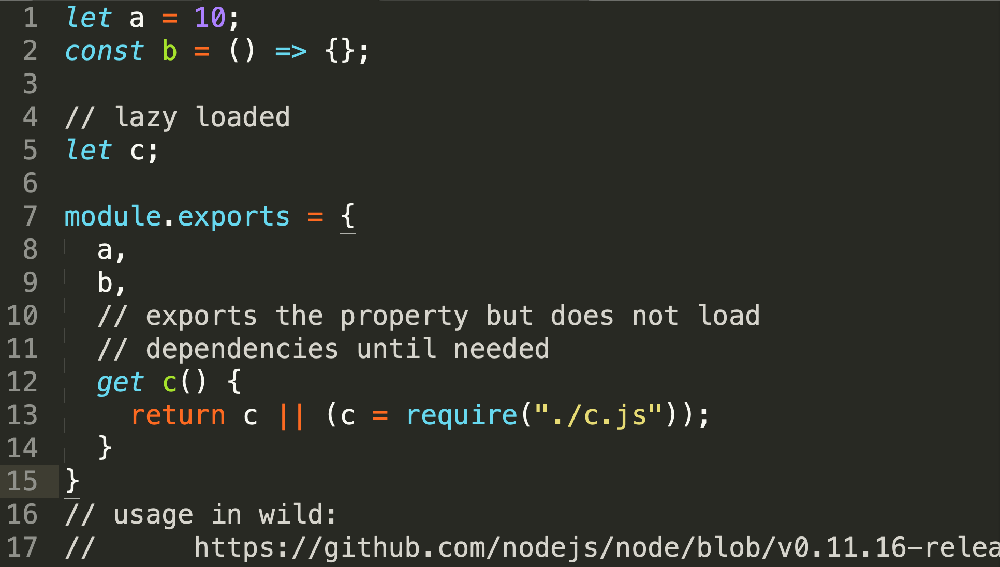 1 let a = 10;
2 const b = () => {};
3
4 // lazy loaded
5 let c;
6
7 module.exports = {
8   a,
9   b,
10   // exports the property but does not load
11   // dependencies until needed
12   get c() {
13     return c || (c = require("./c.js"));
14   }
15 }
16 // usage in wild:
17 //      https://github.com/nodejs/node/blob/v0.11.16-relea